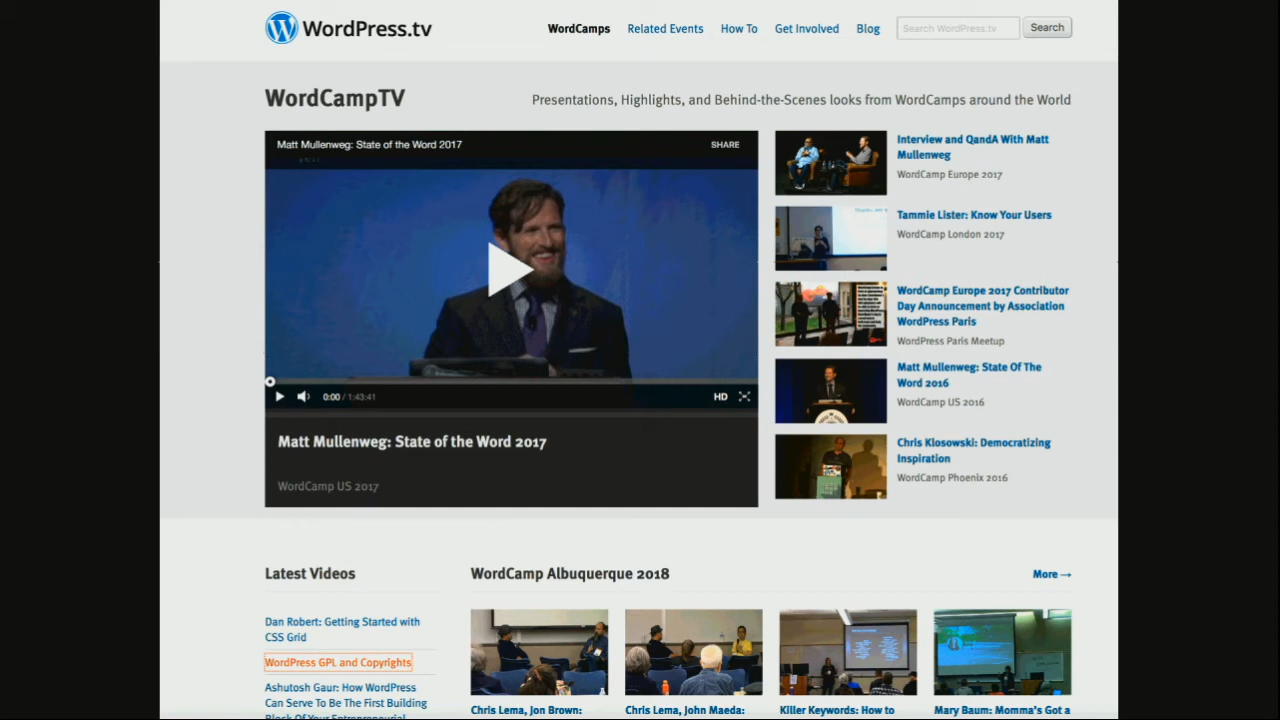 WordPress.tv
WordCamps Related Events How To Get Involved Blog Search WordPress.tv Search
WordCampTV
Presentations, Highlights, and Behind-the-Scenes looks from WordCamps around the World
Matt Mullenweg: State of the Word 2017 SHARE
0:00 / 1:43:41 HD
Matt Mullenweg: State of the Word 2017
WordCamp US 2017
Interview and QandA With Matt
Mullenweg
WordCamp Europe 2017
Tammie Lister: Know Your Users
WordCamp London 2017
WordCamp Europe 2017 Contributor
Day Announcement by Association
WordPress Paris
WordPress Paris Meetup
Matt Mullenweg: State Of The
Word 2016
WordCamp US 2016
Chris Klosowski: Democratizing
Inspiration
WordCamp Phoenix 2016
Latest Videos
Dan Robert: Getting Started with
CSS Grid
WordPress GPL and Copyrights
Ashutosh Gaur: How WordPress
Can Serve To Be The First Building
Block Of Your Entrepreneurial
WordCamp Albuquerque 2018
More →
Chris Lema, Jon Brown:
Chris Lema, John Maeda:
Killer Keywords: How to
Mary Baum: Momma's Got a